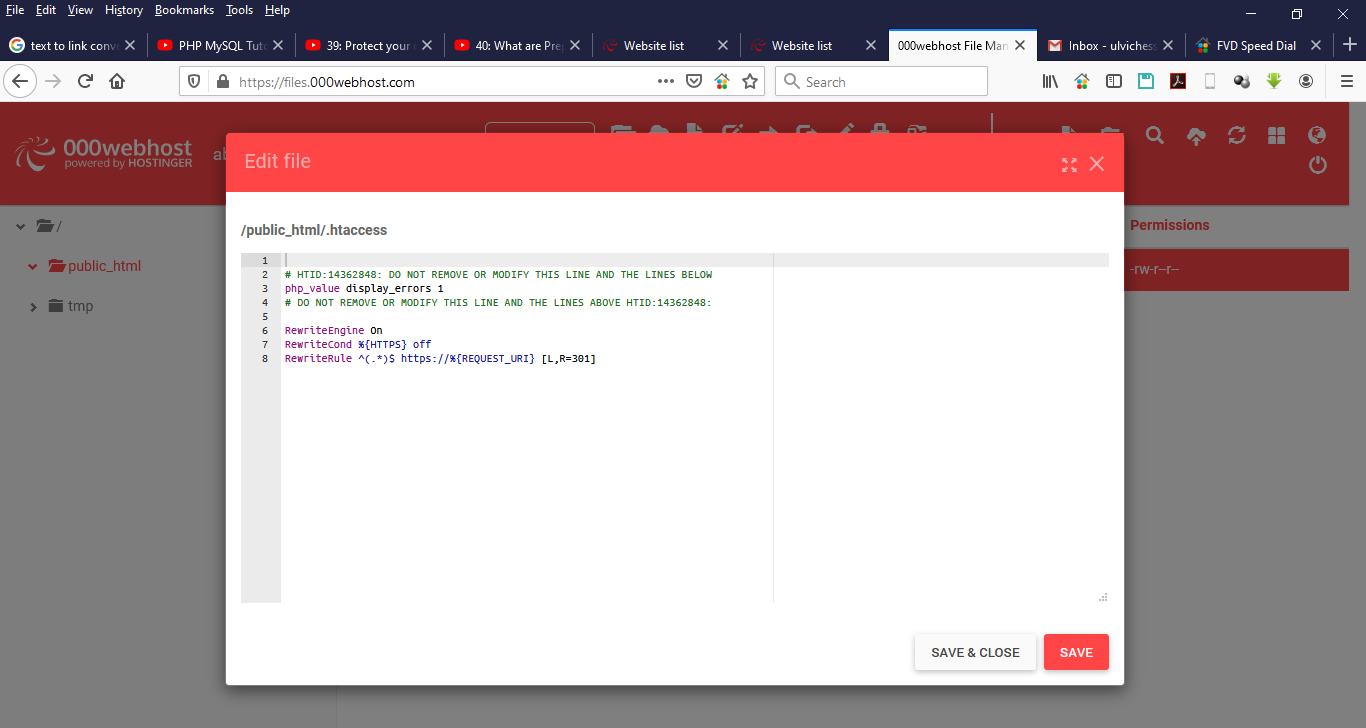 File Edit View History Bookmarks Tools Help
text to link conv
PHP MySQL Tut
39: Protect your
40: What are Pre
Website list
Website list
000webhost File Man
Inbox - ulvichess
FVD Speed Dial
https://files.000webhost.com
Search
000webhost
powered by HOSTINGER
ab
Edit file
/
public_html
tmp
Permissions
-rw-r--r--
/public_html/.htaccess
1
2 # HTID:14362848: DO NOT REMOVE OR MODIFY THIS LINE AND THE LINES BELOW
3 php_value display_errors 1
4 # DO NOT REMOVE OR MODIFY THIS LINE AND THE LINES ABOVE HTID:14362848:
5
6 RewriteEngine On
7 RewriteCond %{HTTPS} off
8 RewriteRule ^(.*)$ https://%{REQUEST_URI} [L,R=301]
SAVE & CLOSE
SAVE